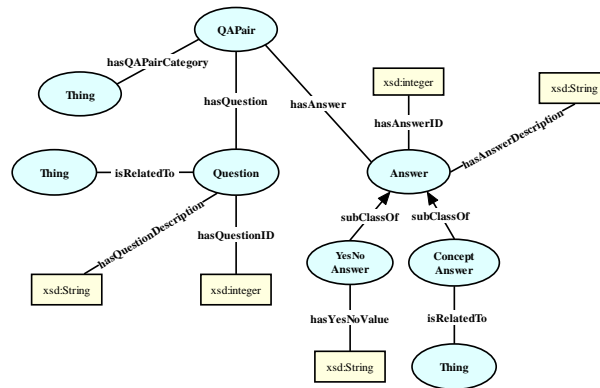 QAPair
hasQAPairCategory
Thing
hasQuestion
hasAnswer
xsd:integer
xsd:String
hasAnswerID
hasAnswerDescription
Thing
isRelatedTo
Question
Answer
hasQuestionDescription
hasQuestionID
subClassOf
subClassOf
YesNo
Answer
Concept
Answer
xsd:String
xsd:integer
hasYesNoValue
isRelatedTo
xsd:String
Thing